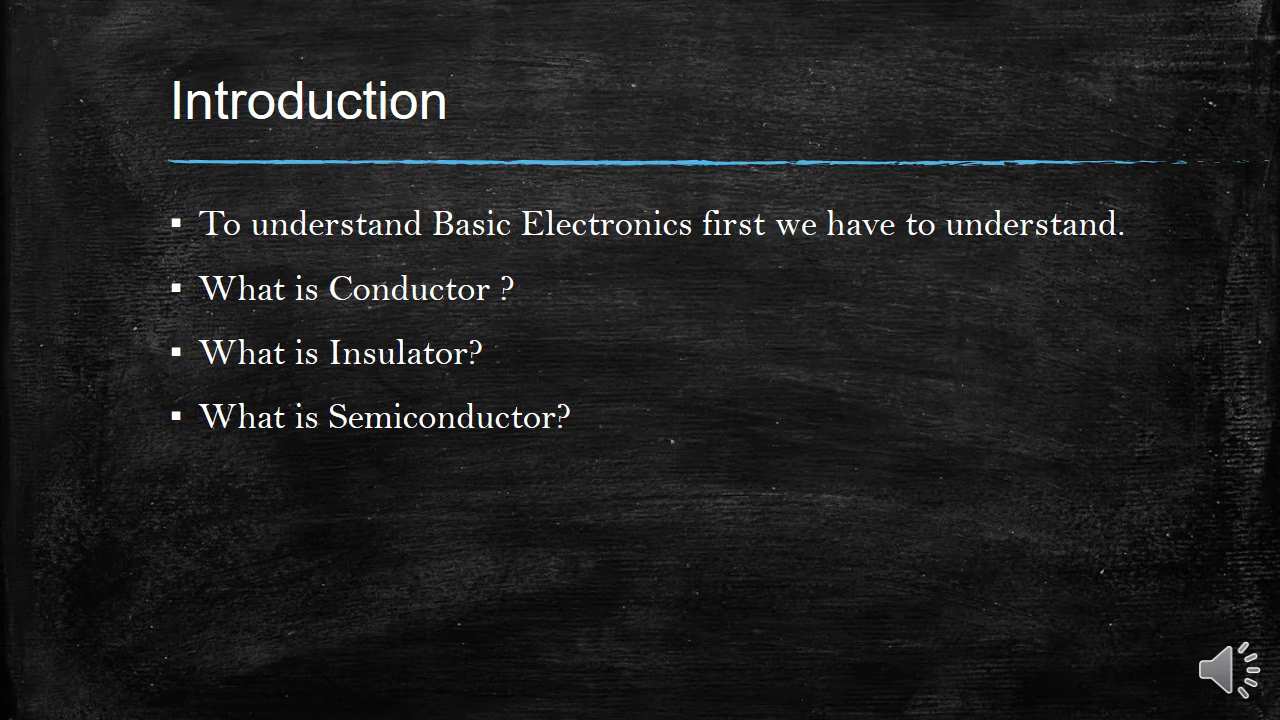 Introduction
▪ To understand Basic Electronics first we have to understand.
▪ What is Conductor ?
▪ What is Insulator?
▪ What is Semiconductor?